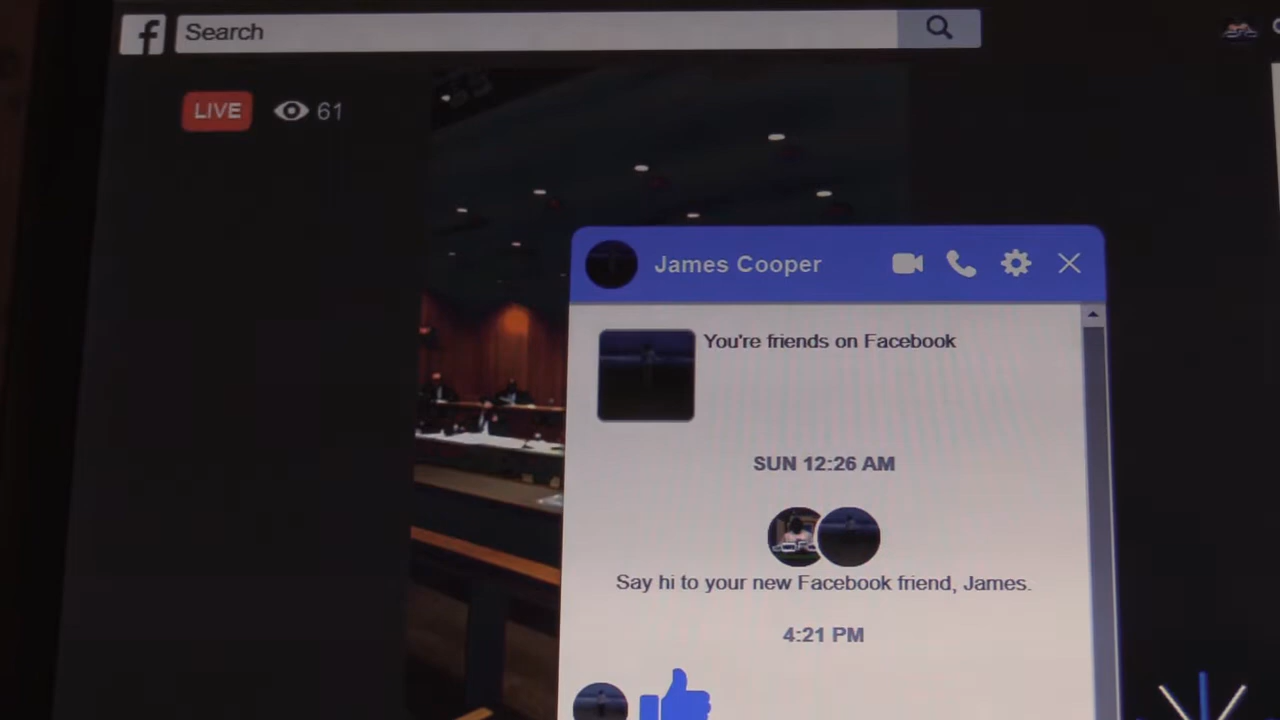 f Search
LIVE 61
James Cooper
You're friends on Facebook
SUN 12:26 AM
Say hi to your new Facebook friend, James.
4:21 PM